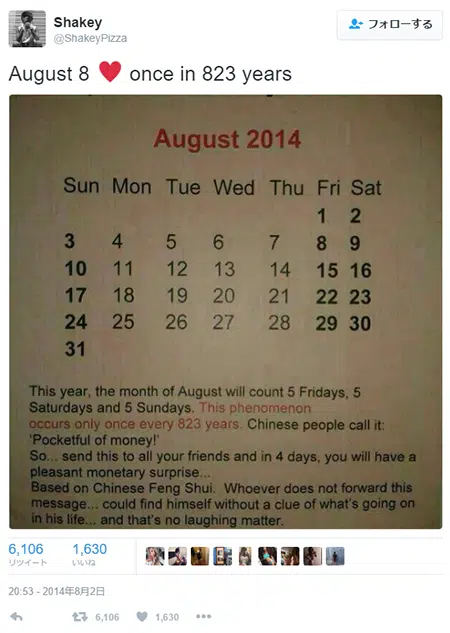 Shakey
@ShakeyPizza
フォローする
August 8 ❤ once in 823 years
August 2014
Sun Mon Tue Wed Thu Fri Sat
1 2
3 4 5 6 7 8 9
10 11 12 13 14 15 16
17 18 19 20 21 22 23
24 25 26 27 28 29 30
31
This year, the month of August will count 5 Fridays, 5
Saturdays and 5 Sundays. This phenomenon
occurs only once every 823 years. Chinese people call it:
'Pocketful of money!'
So... send this to all your friends and in 4 days, you will have a
pleasant monetary surprise...
Based on Chinese Feng Shui. Whoever does not forward this
message... could find himself without a clue of what's going on
in his life... and that's no laughing matter.
6,106 1,630
リツイート いいね
20:53 - 2014年8月2日
6,106 1,630